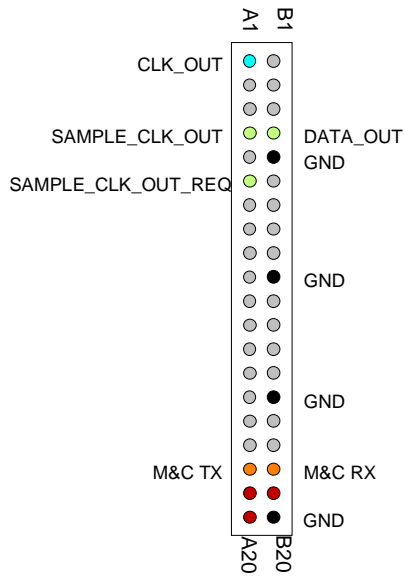 A1 B1
CLK_OUT
SAMPLE_CLK_OUT DATA_OUT
GND
SAMPLE_CLK_OUT_REQ
GND
GND
M&C TX M&C RX
GND
A20 B20